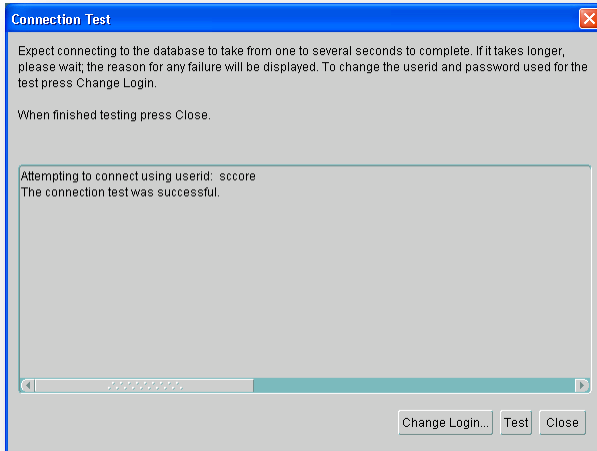 Connection Test
Expect connecting to the database to take from one to several seconds to complete. If it takes longer,
please wait; the reason for any failure will be displayed. To change the userid and password used for the
test press Change Login.
When finished testing press Close.
Attempting to connect using userid:  sccore
The connection test was successful.
Change Login... Test Close